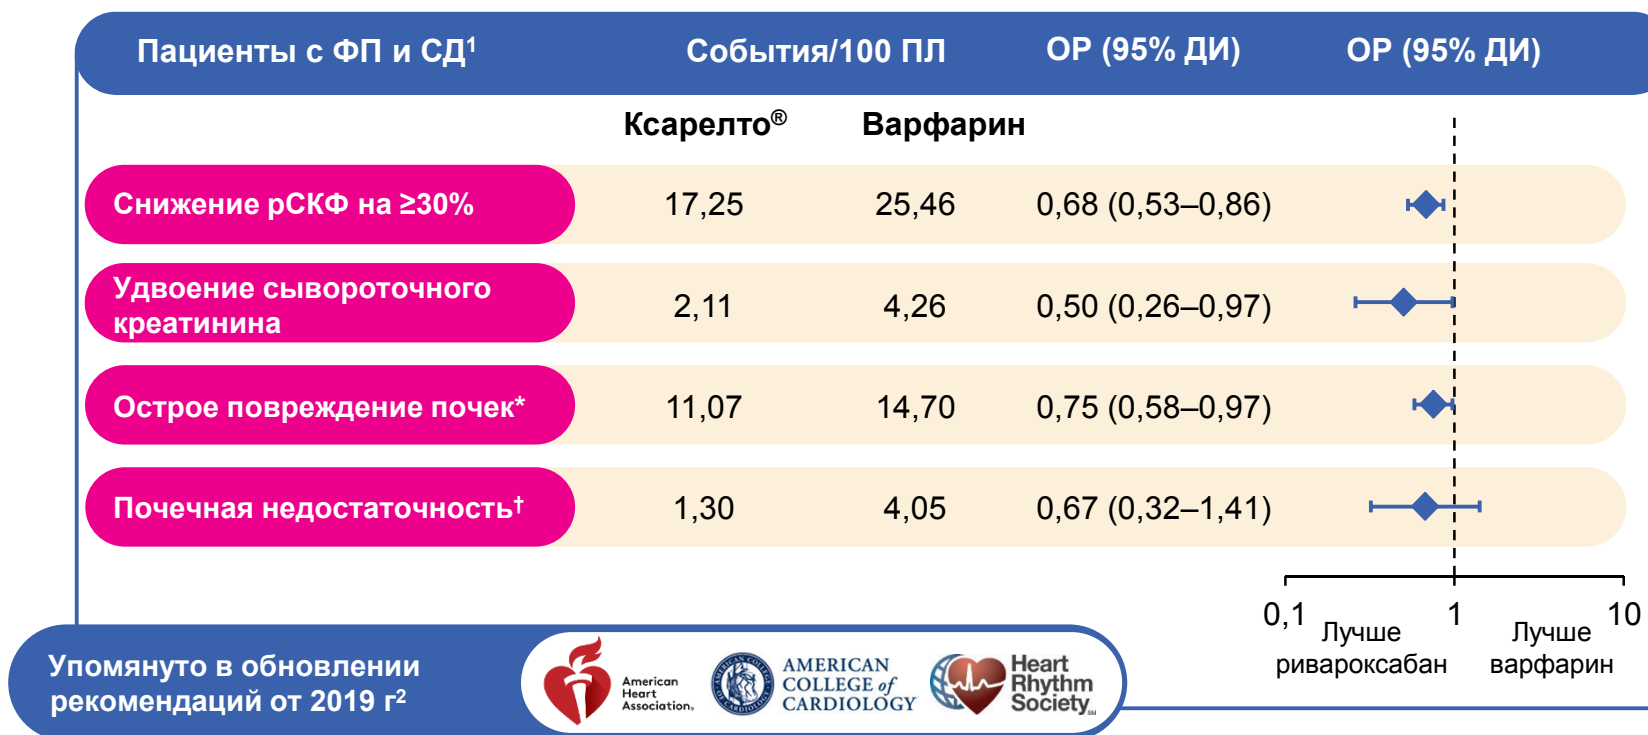 Пациенты с ФП и СД¹ События/100 ПЛ ОР (95% ДИ) ОР (95% ДИ)
Ксарелто® Варфарин
Снижение рСКФ на ≥30% 17,25 25,46 0,68 (0,53–0,86)
Удвоение сывороточного
креатинина 2,11 4,26 0,50 (0,26–0,97)
Острое повреждение почек* 11,07 14,70 0,75 (0,58–0,97)
Почечная недостаточность† 1,30 4,05 0,67 (0,32–1,41)
0,1 1 10
Лучше
ривароксабан
Лучше
варфарин
Упомянуто в обновлении
рекомендаций от 2019 г²
American
Heart
Association®
AMERICAN
COLLEGE of
CARDIOLOGY
Heart
Rhythm
Society